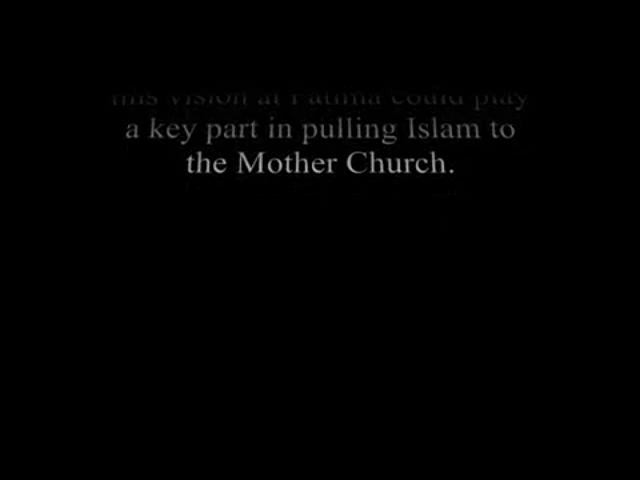 this vision at Fatima could play
a key part in pulling Islam to
the Mother Church.